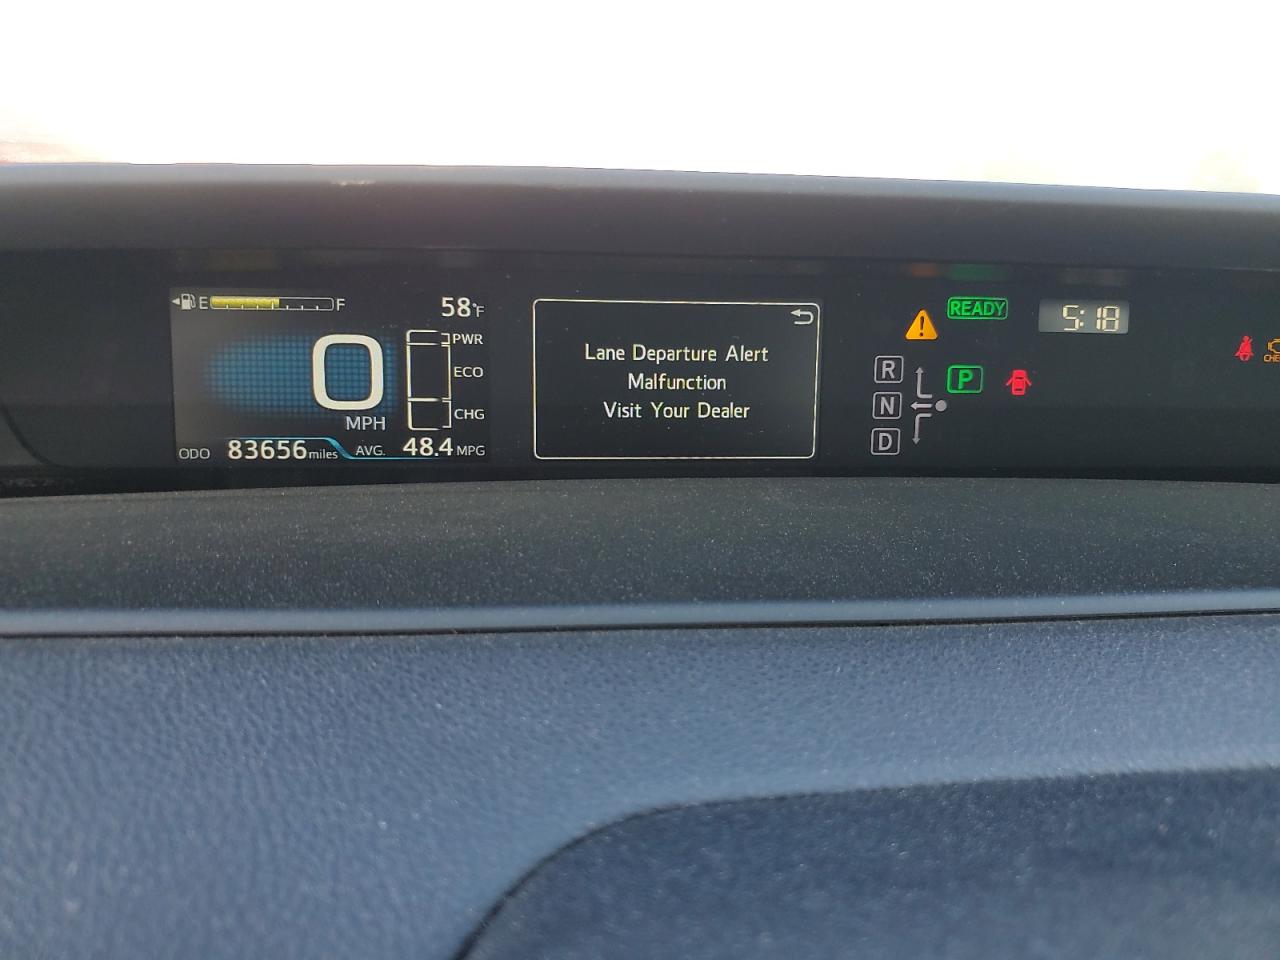 E F
58°F
0
MPH
PWR
ECO
CHG
ODO 83656 miles AVG. 48.4 MPG
Lane Departure Alert
Malfunction
Visit Your Dealer
READY
5:18
R
N
D
P
CHE